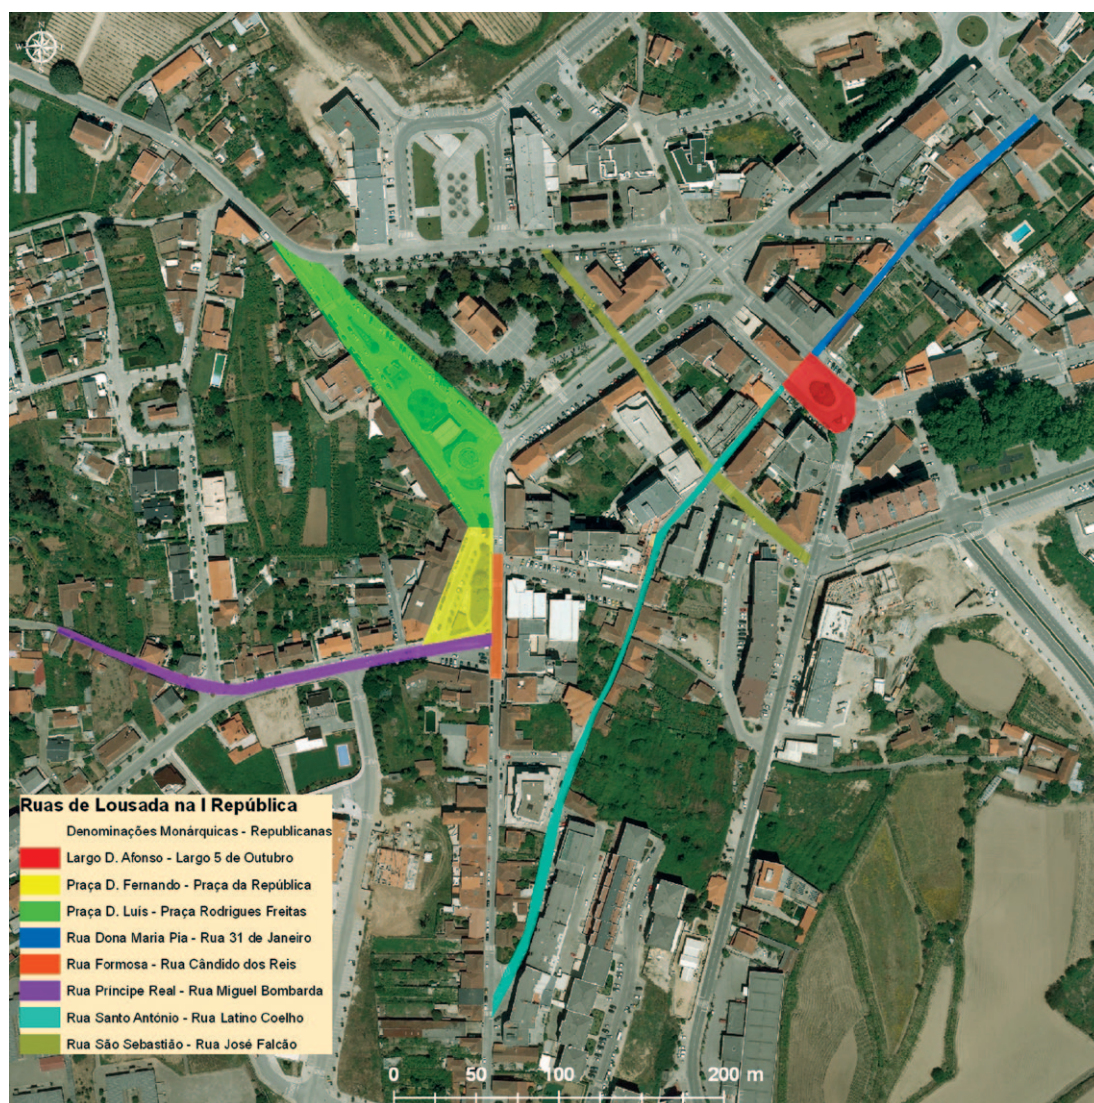 N
W E
S
Ruas de Lousada na I República
Denominações Monárquicas - Republicanas
Largo D. Afonso - Largo 5 de Outubro
Praça D. Fernando - Praça da República
Praça D. Luís - Praça Rodrigues Freitas
Rua Dona Maria Pia - Rua 31 de Janeiro
Rua Formosa - Rua Cândido dos Reis
Rua Príncipe Real - Rua Miguel Bombarda
Rua Santo António - Rua Latino Coelho
Rua São Sebastião - Rua José Falcão
0 50 100 200 m